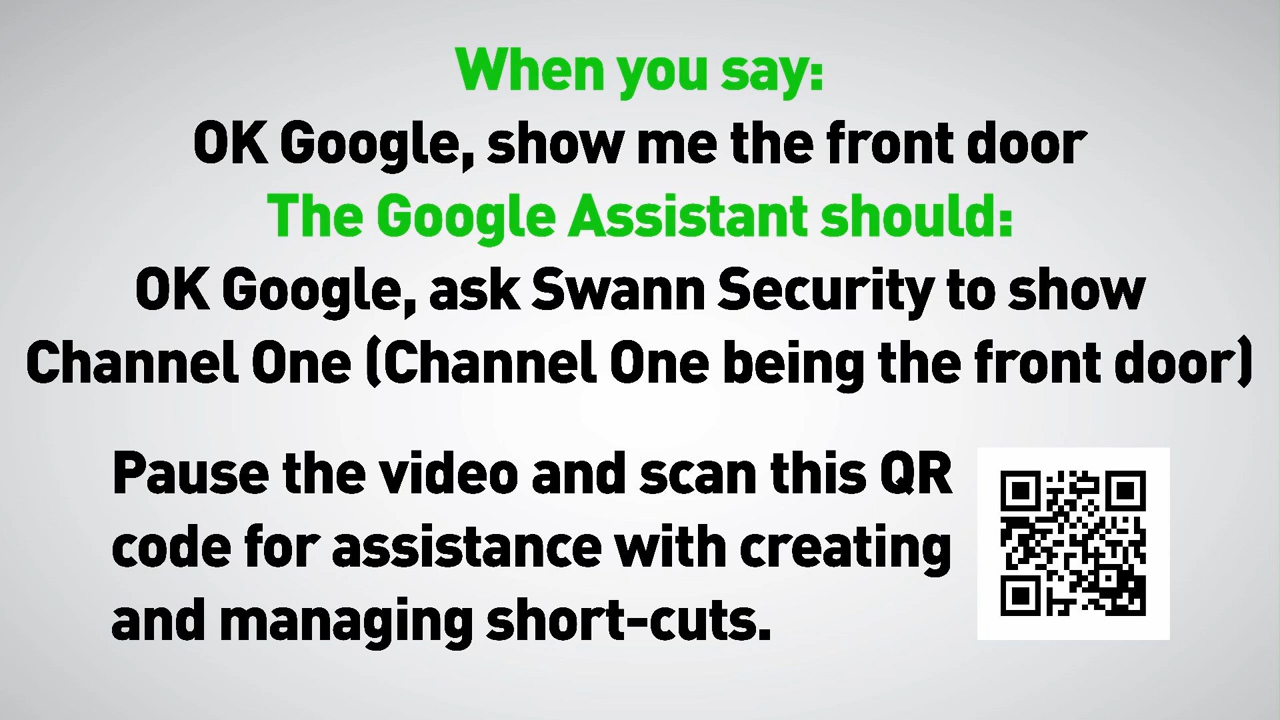 When you say:
OK Google, show me the front door
The Google Assistant should:
OK Google, ask Swann Security to show
Channel One (Channel One being the front door)
Pause the video and scan this QR
code for assistance with creating
and managing short-cuts.